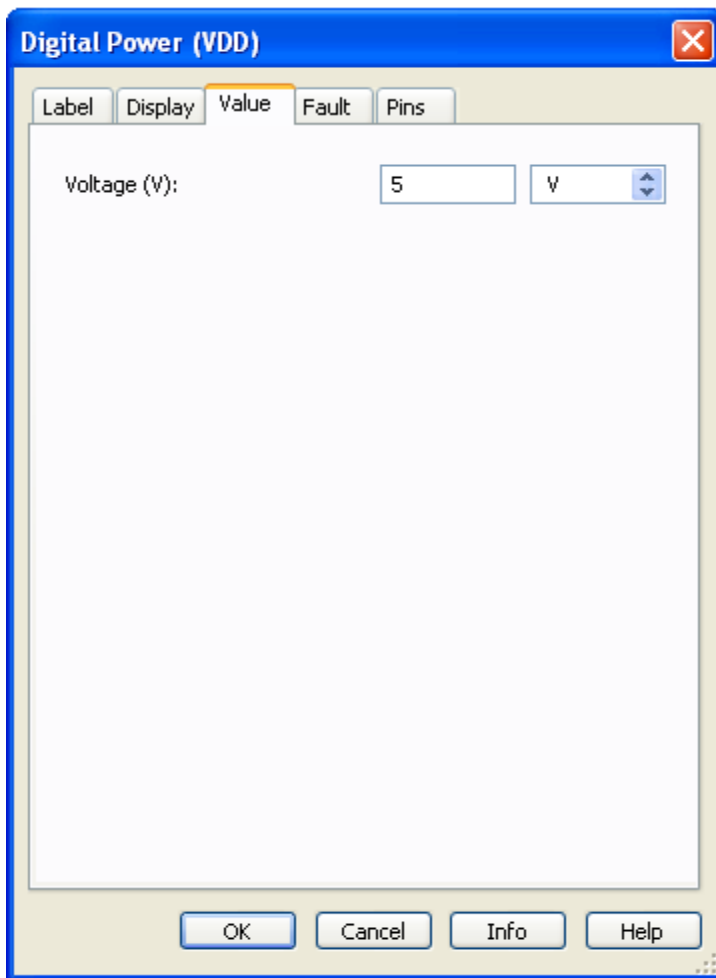 Digital Power (VDD)
Label Display Value Fault Pins
Voltage (V): 5 V
OK Cancel Info Help